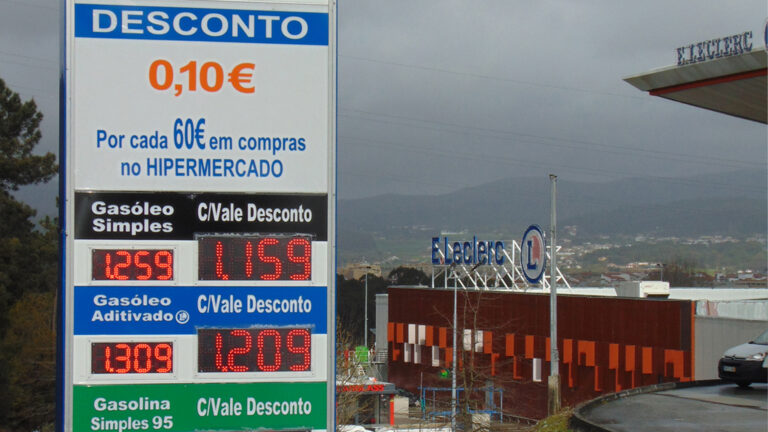 DESCONTO
0,10€
Por cada 60€ em compras
no HIPERMERCADO
Gasóleo Simples C/Vale Desconto
1.259 1.159
Gasóleo Aditivado L C/Vale Desconto
1.309 1.209
Gasolina Simples 95 C/Vale Desconto
E.LECLERC
E.Leclerc L